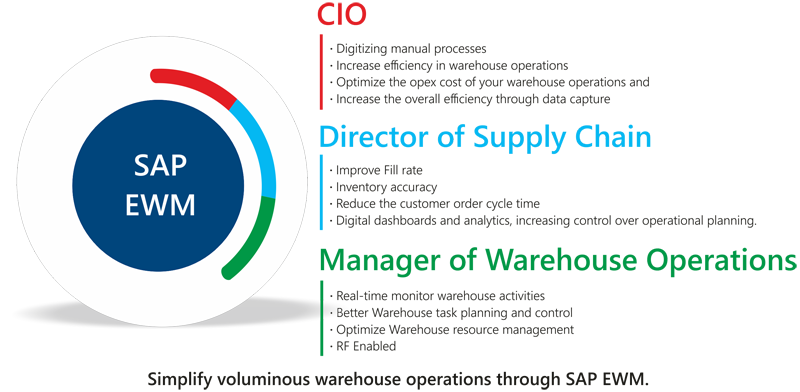 SAP
EWM
CIO
· Digitizing manual processes
· Increase efficiency in warehouse operations
· Optimize the opex cost of your warehouse operations and
· Increase the overall efficiency through data capture
Director of Supply Chain
· Improve Fill rate
· Inventory accuracy
· Reduce the customer order cycle time
· Digital dashboards and analytics, increasing control over operational planning.
Manager of Warehouse Operations
· Real-time monitor warehouse activities
· Better Warehouse task planning and control
· Optimize Warehouse resource management
· RF Enabled
Simplify voluminous warehouse operations through SAP EWM.